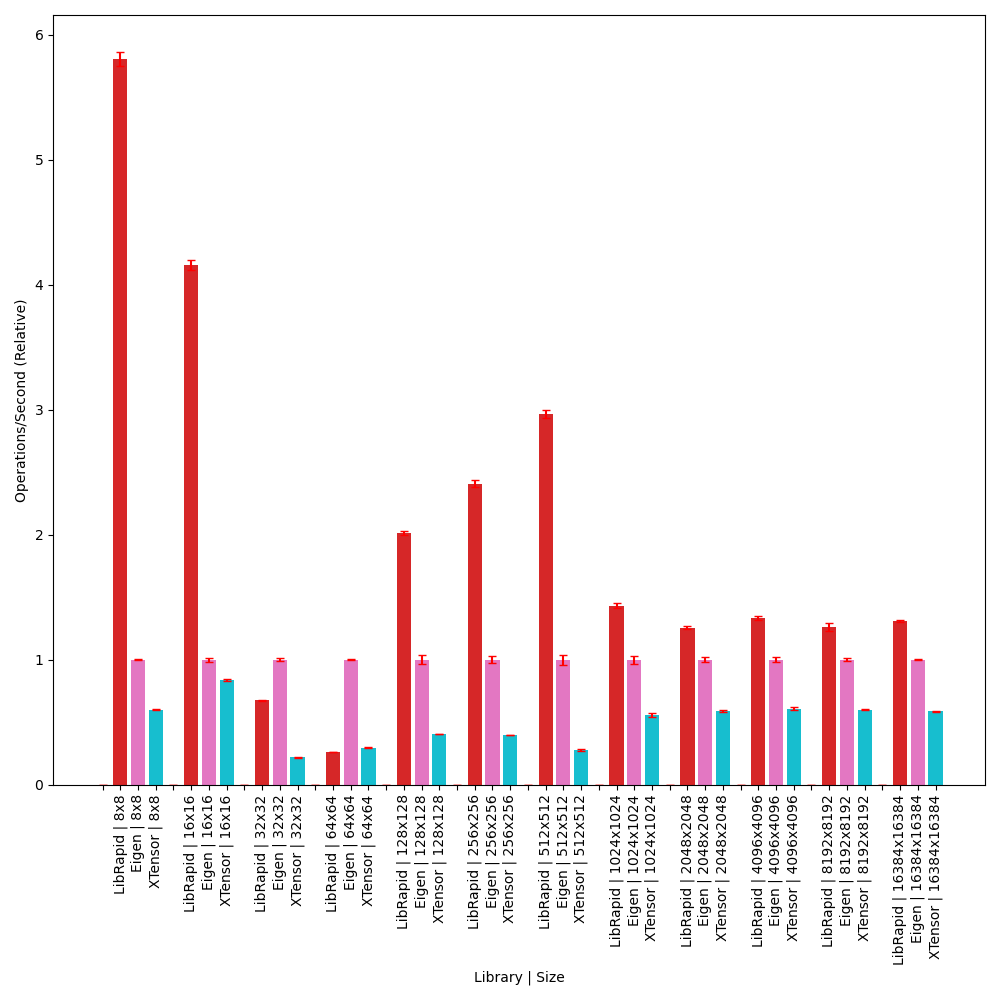 6
5
4
3
2
1
0
Operations/Second (Relative)
LibRapid | 8x8
Eigen | 8x8
XTensor | 8x8
LibRapid | 16x16
Eigen | 16x16
XTensor | 16x16
LibRapid | 32x32
Eigen | 32x32
XTensor | 32x32
LibRapid | 64x64
Eigen | 64x64
XTensor | 64x64
LibRapid | 128x128
Eigen | 128x128
XTensor | 128x128
LibRapid | 256x256
Eigen | 256x256
XTensor | 256x256
LibRapid | 512x512
Eigen | 512x512
XTensor | 512x512
LibRapid | 1024x1024
Eigen | 1024x1024
XTensor | 1024x1024
LibRapid | 2048x2048
Eigen | 2048x2048
XTensor | 2048x2048
LibRapid | 4096x4096
Eigen | 4096x4096
XTensor | 4096x4096
LibRapid | 8192x8192
Eigen | 8192x8192
XTensor | 8192x8192
LibRapid | 16384x16384
Eigen | 16384x16384
XTensor | 16384x16384
Library | Size